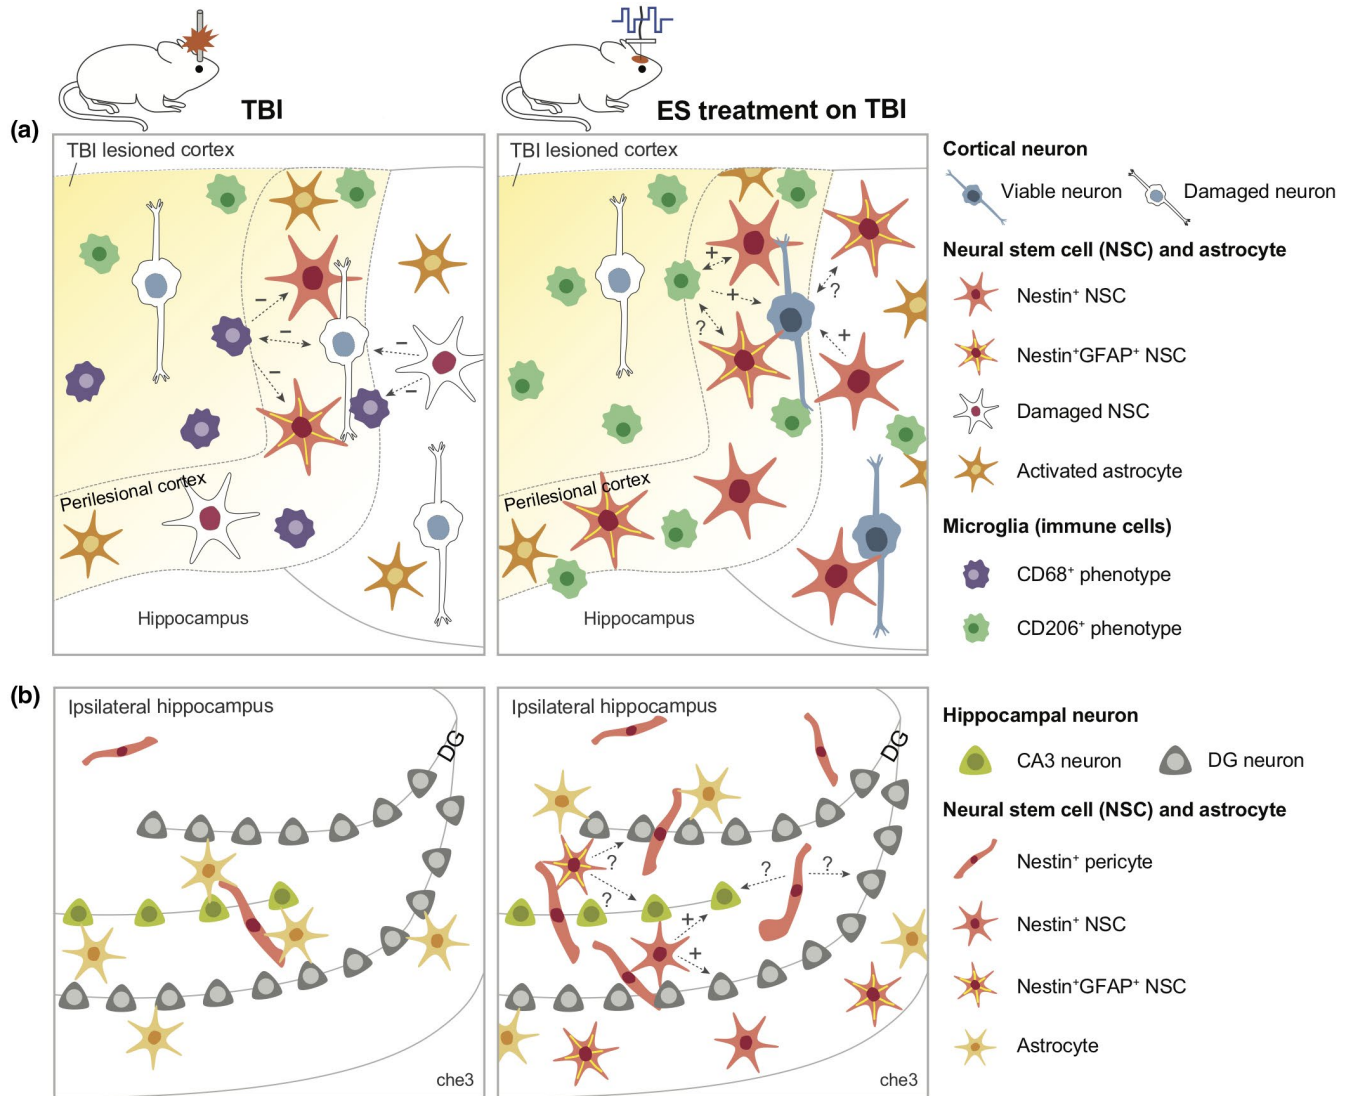 TBI
ES treatment on TBI
(a)
TBI lesioned cortex
−
−
−
−
−
Perilesional cortex
Hippocampus
TBI lesioned cortex
+
+
?
?
+
Perilesional cortex
Hippocampus
Cortical neuron
Viable neuron
Damaged neuron
Neural stem cell (NSC) and astrocyte
Nestin⁺ NSC
Nestin⁺GFAP⁺ NSC
Damaged NSC
Activated astrocyte
Microglia (immune cells)
CD68⁺ phenotype
CD206⁺ phenotype
(b)
Ipsilateral hippocampus
DG
che3
Ipsilateral hippocampus
DG
?
?
?
?
+
+
che3
Hippocampal neuron
CA3 neuron
DG neuron
Neural stem cell (NSC) and astrocyte
Nestin⁺ pericyte
Nestin⁺ NSC
Nestin⁺GFAP⁺ NSC
Astrocyte